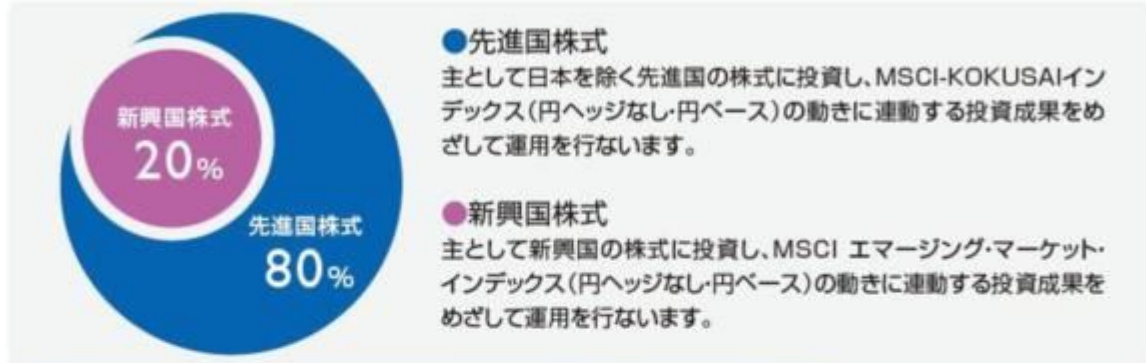 新興国株式
20%
先進国株式
80%
●先進国株式
主として日本を除く先進国の株式に投資し、MSCI-KOKUSAIイン
デックス(円ヘッジなし・円ベース)の動きに連動する投資成果をめ
ざして運用を行ないます。
●新興国株式
主として新興国の株式に投資し、MSCI エマージング・マーケット・
インデックス(円ヘッジなし・円ベース)の動きに連動する投資成果を
めざして運用を行ないます。